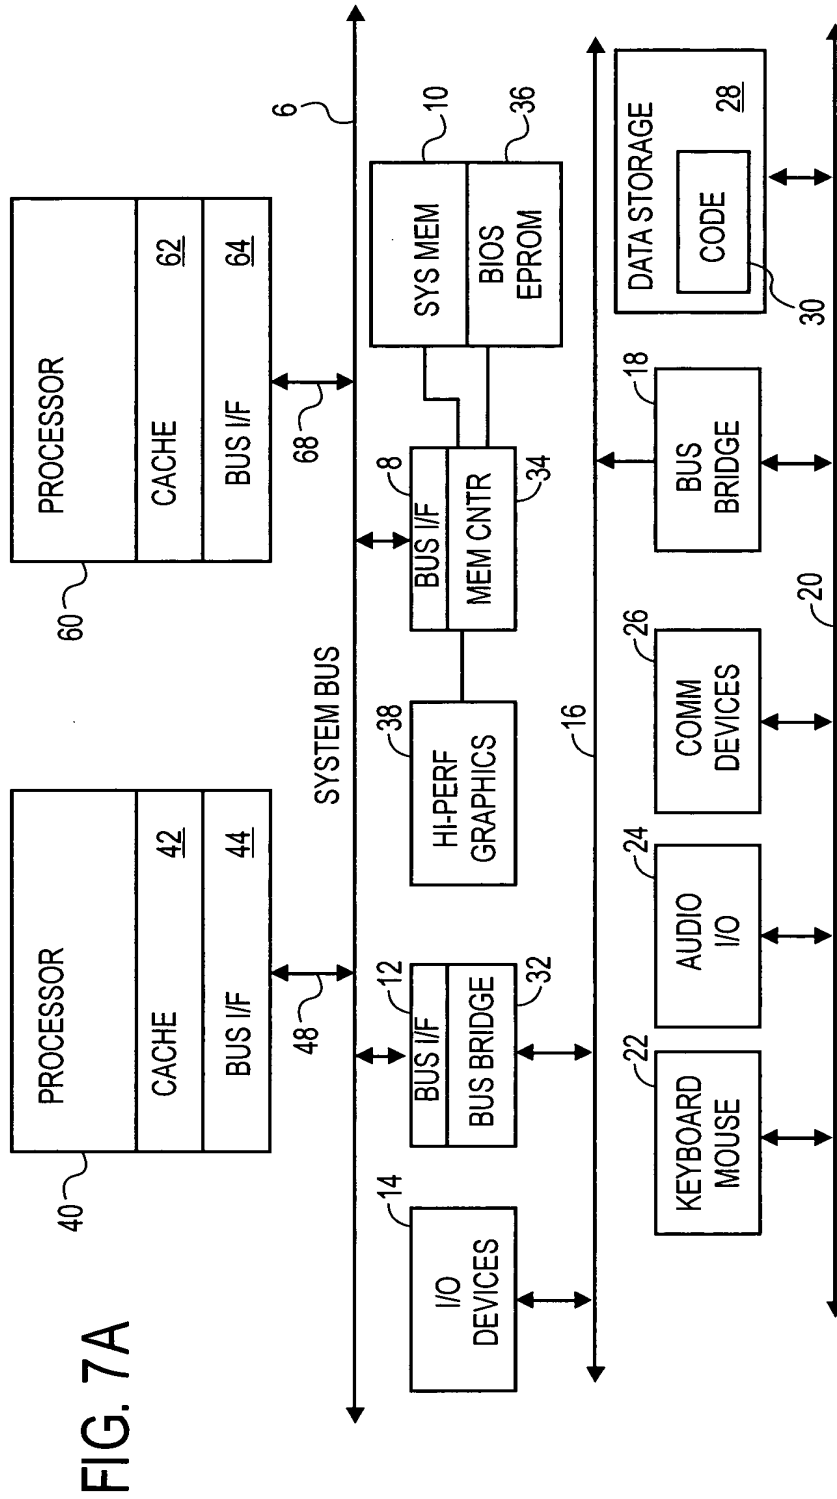 FIG. 7A
40
PROCESSOR
CACHE
42
BUS I/F
44
48
60
PROCESSOR
CACHE
62
BUS I/F
64
68
SYSTEM BUS
6
14
I/O
DEVICES
12
BUS I/F
BUS BRIDGE
32
38
HI-PERF
GRAPHICS
8
BUS I/F
MEM CNTR
34
10
SYS MEM
36
BIOS
EPROM
16
22
KEYBOARD
MOUSE
24
AUDIO
I/O
26
COMM
DEVICES
18
BUS
BRIDGE
DATA STORAGE
28
CODE
30
20